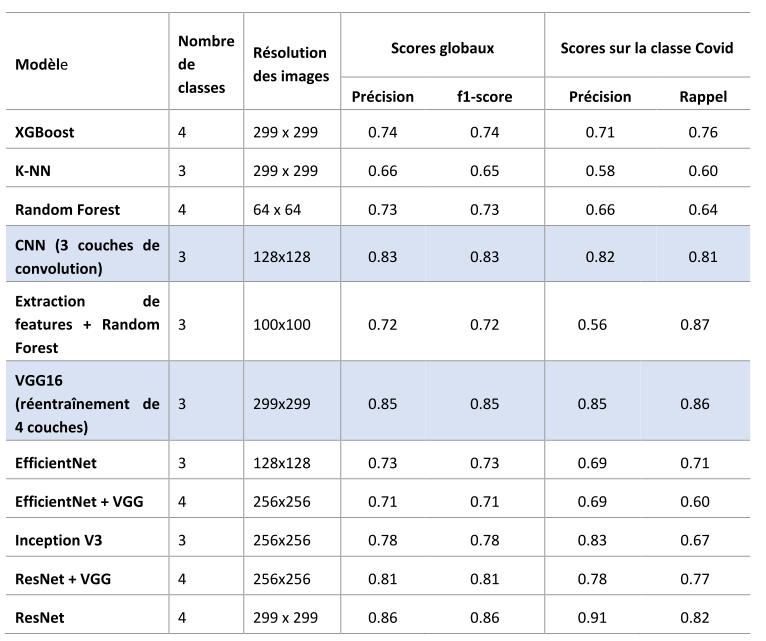 Modèle
Nombre de classes
Résolution des images
Scores globaux
Scores sur la classe Covid
Précision f1-score Précision Rappel
XGBoost 4 299 x 299 0.74 0.74 0.71 0.76
K-NN 3 299 x 299 0.66 0.65 0.58 0.60
Random Forest 4 64 x 64 0.73 0.73 0.66 0.64
CNN (3 couches de
convolution) 3 128x128 0.83 0.83 0.82 0.81
Extraction de
features + Random
Forest 3 100x100 0.72 0.72 0.56 0.87
VGG16
(réentraînement de
4 couches) 3 299x299 0.85 0.85 0.85 0.86
EfficientNet 3 128x128 0.73 0.73 0.69 0.71
EfficientNet + VGG 4 256x256 0.71 0.71 0.69 0.60
Inception V3 3 256x256 0.78 0.78 0.83 0.67
ResNet + VGG 4 256x256 0.81 0.81 0.78 0.77
ResNet 4 299 x 299 0.86 0.86 0.91 0.82